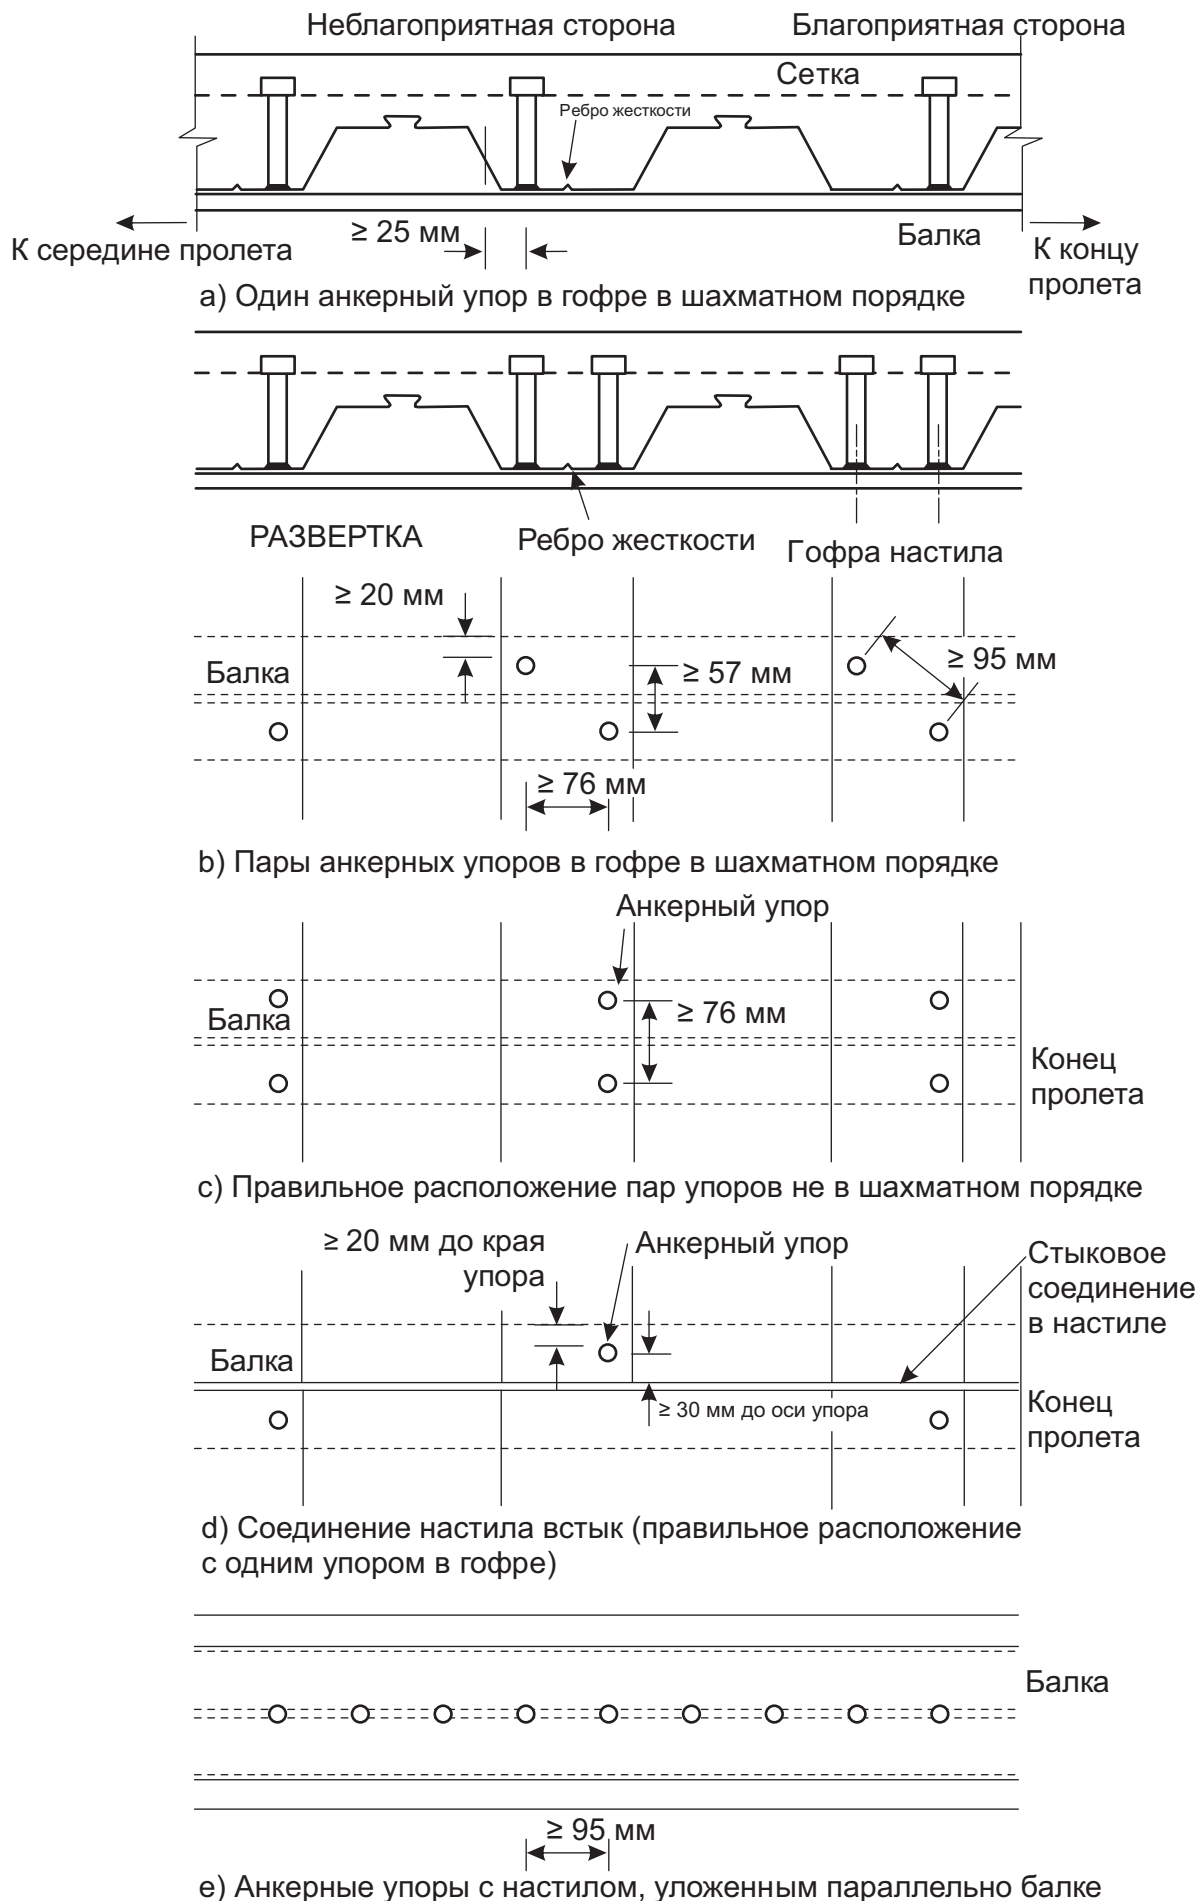 Неблагоприятная сторона
Благоприятная сторона
Сетка
Ребро жесткости
≥ 25 мм
Балка
К середине пролета
К концу
пролета
a) Один анкерный упор в гофре в шахматном порядке
РАЗВЕРТКА
Ребро жесткости
Гофра настила
≥ 20 мм
Балка
≥ 57 мм
≥ 95 мм
≥ 76 мм
b) Пары анкерных упоров в гофре в шахматном порядке
Анкерный упор
Балка
≥ 76 мм
Конец
пролета
c) Правильное расположение пар упоров не в шахматном порядке
≥ 20 мм до края
упора
Анкерный упор
Стыковое
соединение
в настиле
Балка
≥ 30 мм до оси упора
Конец
пролета
d) Соединение настила встык (правильное расположение
с одним упором в гофре)
Балка
≥ 95 мм
e) Анкерные упоры с настилом, уложенным параллельно балке